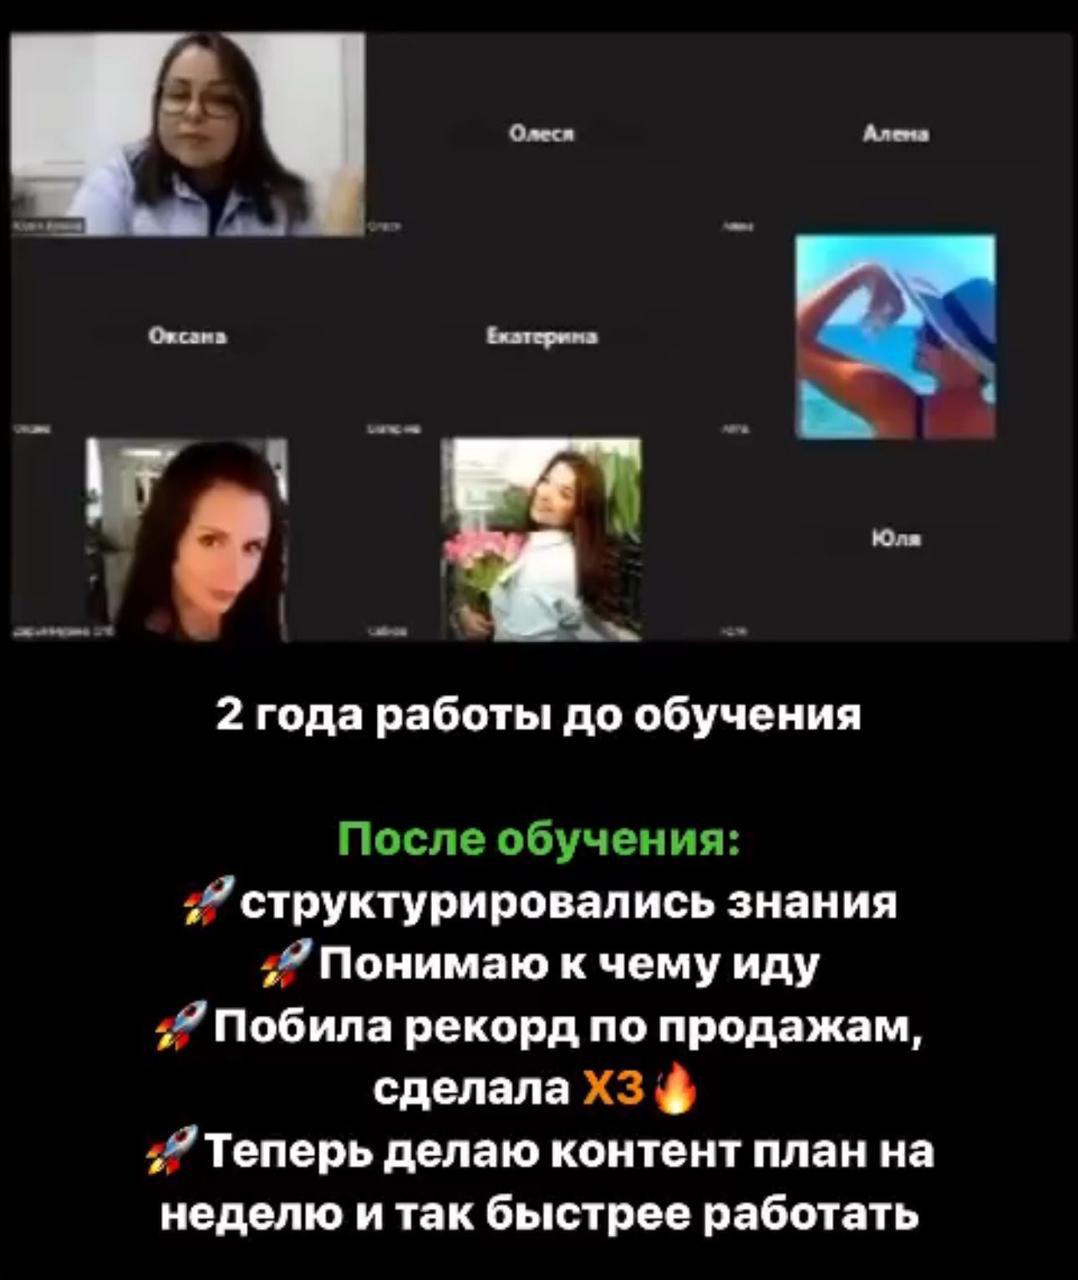 Олеся
Алена
Оксана
Екатерина
Юля
2 года работы до обучения
После обучения:
🚀структурировались знания
🚀Понимаю к чему иду
🚀Побила рекорд по продажам,
сделала Х3🔥
🚀Теперь делаю контент план на
неделю и так быстрее работать